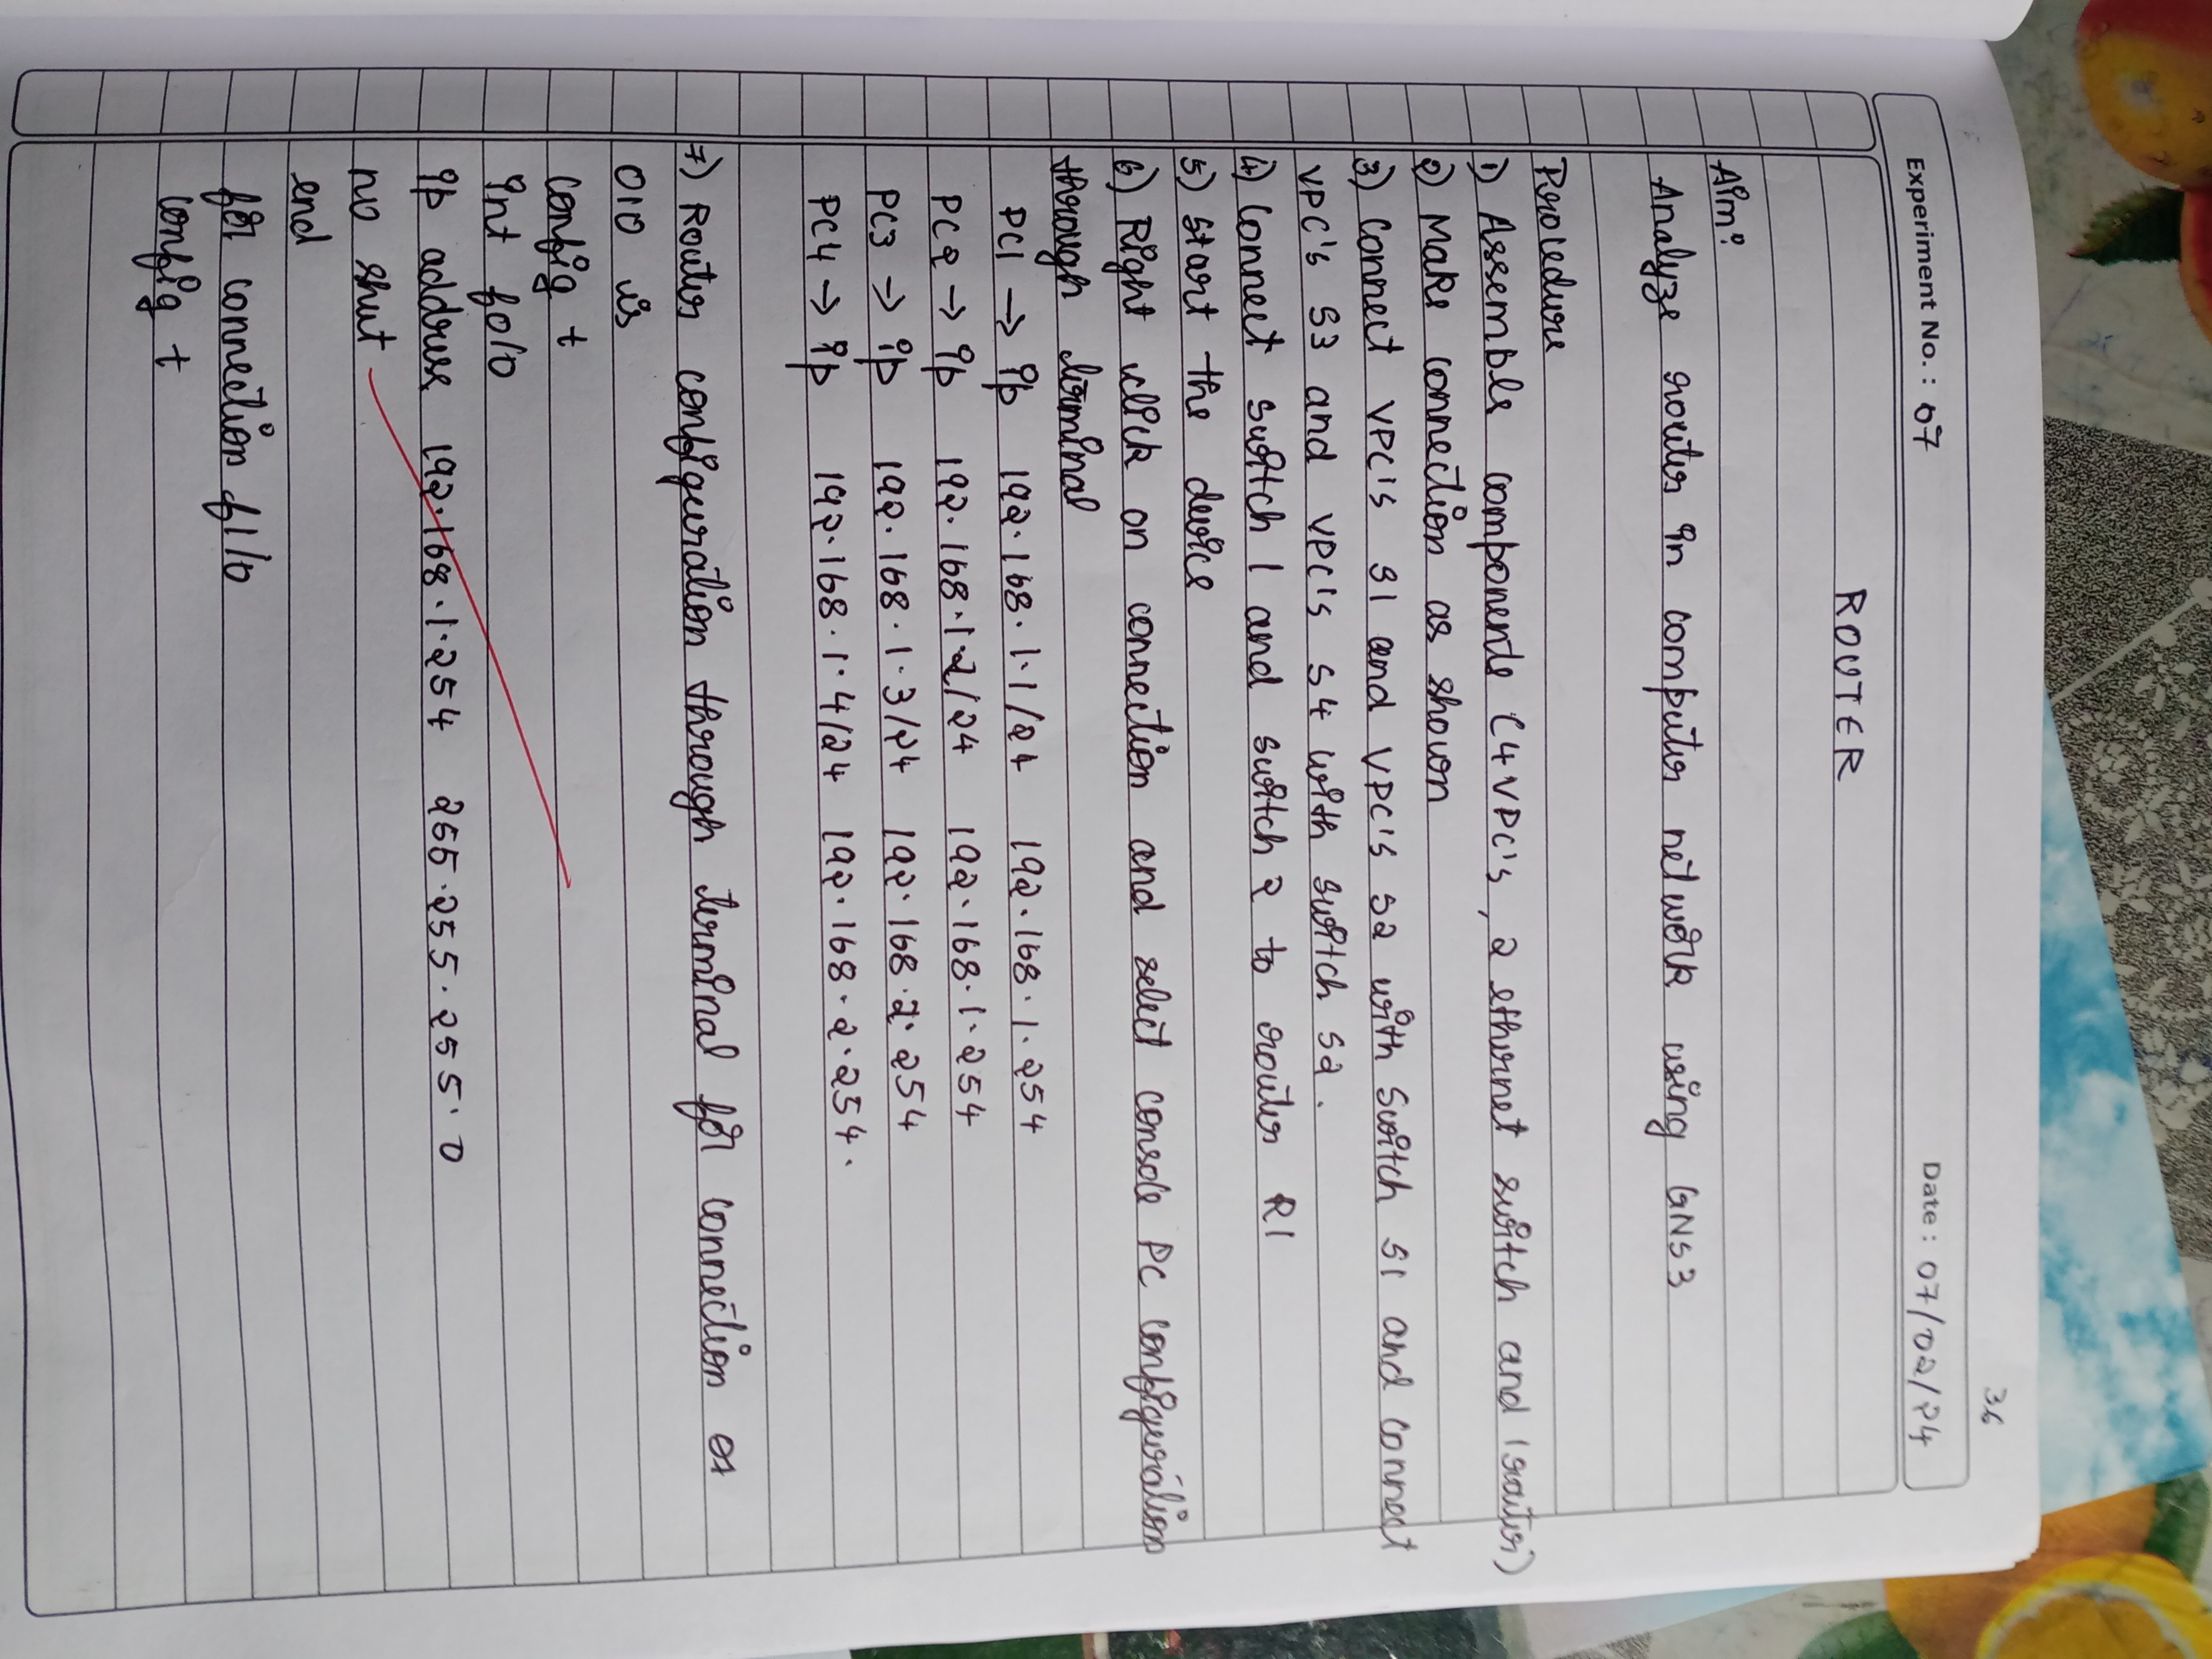 36
Experiment No. : 07 Date : 07/02/24
ROUTER
Aim:
Analyze router in computer network using GNS3
Procedure
1) Assemble components (4 VPC's, 2 ethernet switch and 1 router)
2) Make connection as shown
3) Connect VPC's S1 and VPC's S2 with switch S1 and connect
VPC's S3 and VPC's S4 with switch S2.
4) Connect switch 1 and switch 2 to router R1
5) Start the device
6) Right click on connection and select console PC configuration
through terminal
PC1 → ip 192.168.1.1/24 192.168.1.254
PC2 → ip 192.168.1.2/24 192.168.1.254
PC3 → ip 192.168.1.3/24 192.168.2.254
PC4 → ip 192.168.1.4/24 192.168.2.254.
7) Router configuration through terminal for connection
010 is
config t
int fo/o
ip address 192.168.1.254 255.255.255.0
no shut
end
for connection f1/0
config t